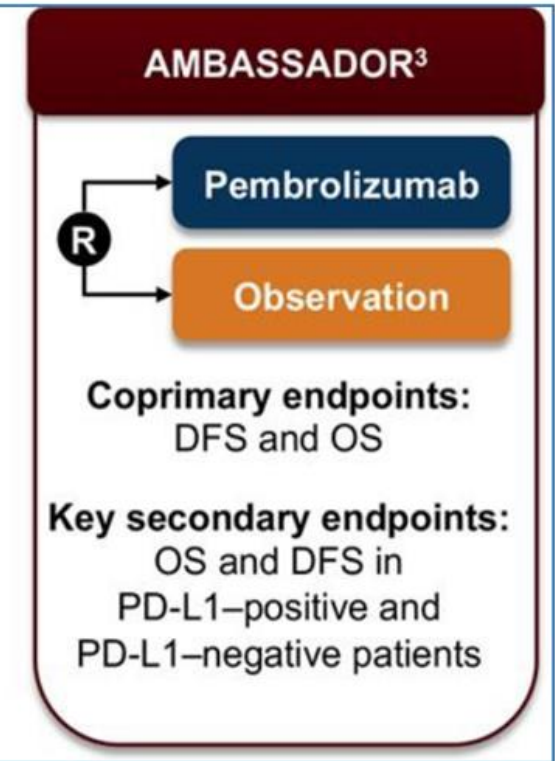 AMBASSADOR³
Pembrolizumab
R
Observation
Coprimary endpoints:
DFS and OS
Key secondary endpoints:
OS and DFS in
PD-L1–positive and
PD-L1–negative patients